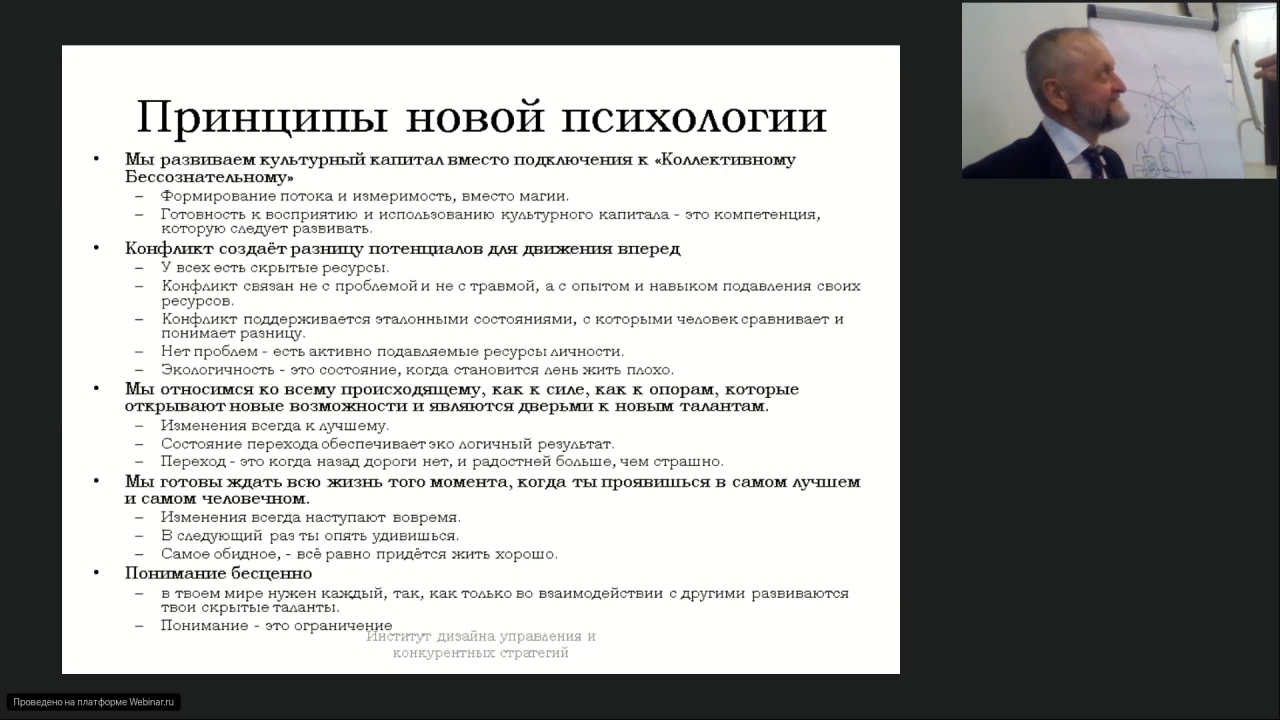 Принципы новой психологии
• Мы развиваем культурный капитал вместо подключения к «Коллективному
Бессознательному»
– Формирование потока и измеримость, вместо магии.
– Готовность к восприятию и использованию культурного капитала - это компетенция,
которую следует развивать.
• Конфликт создаёт разницу потенциалов для движения вперед
– У всех есть скрытые ресурсы.
– Конфликт связан не с проблемой и не с травмой, а с опытом и навыком подавления своих
ресурсов.
– Конфликт поддерживается эталонными состояниями, с которыми человек сравнивает и
понимает разницу.
– Нет проблем - есть активно подавляемые ресурсы личности.
– Экологичность - это состояние, когда становится лень жить плохо.
• Мы относимся ко всему происходящему, как к силе, как к опорам, которые
открывают новые возможности и являются дверьми к новым талантам.
– Изменения всегда к лучшему.
– Состояние перехода обеспечивает эко логичный результат.
– Переход - это когда назад дороги нет, и радостней больше, чем страшно.
• Мы готовы ждать всю жизнь того момента, когда ты проявишься в самом лучшем
и самом человечном.
– Изменения всегда наступают вовремя.
– В следующий раз ты опять удивишься.
– Самое обидное, - всё равно придётся жить хорошо.
• Понимание бесценно
– в твоем мире нужен каждый, так, как только во взаимодействии с другими развиваются
твои скрытые таланты.
– Понимание - это ограничение
Институт дизайна управления и
конкурентных стратегий
Проведено на платформе Webinar.ru